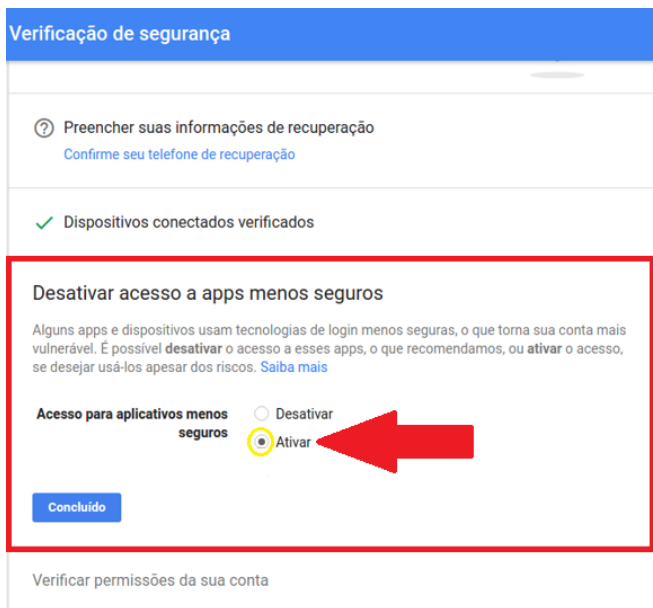 Verificação de segurança
Preencher suas informações de recuperação
Confirme seu telefone de recuperação
Dispositivos conectados verificados
Desativar acesso a apps menos seguros
Alguns apps e dispositivos usam tecnologias de login menos seguras, o que torna sua conta mais
vulnerável. É possível desativar o acesso a esses apps, o que recomendamos, ou ativar o acesso,
se desejar usá-los apesar dos riscos. Saiba mais
Acesso para aplicativos menos
seguros
Desativar
Ativar
Concluído
Verificar permissões da sua conta